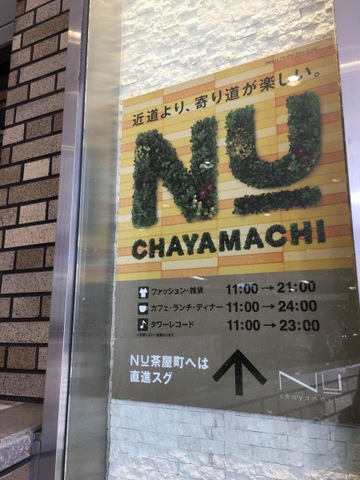 近道より、寄り道が楽しい。
NU
CHAYAMACHI
ファッション・雑貨 11:00→21:00
カフェ・ランチ・ディナー 11:00→24:00
タワーレコード 11:00→23:00
NU茶屋町へは
直進スグ
NU
chayamachi